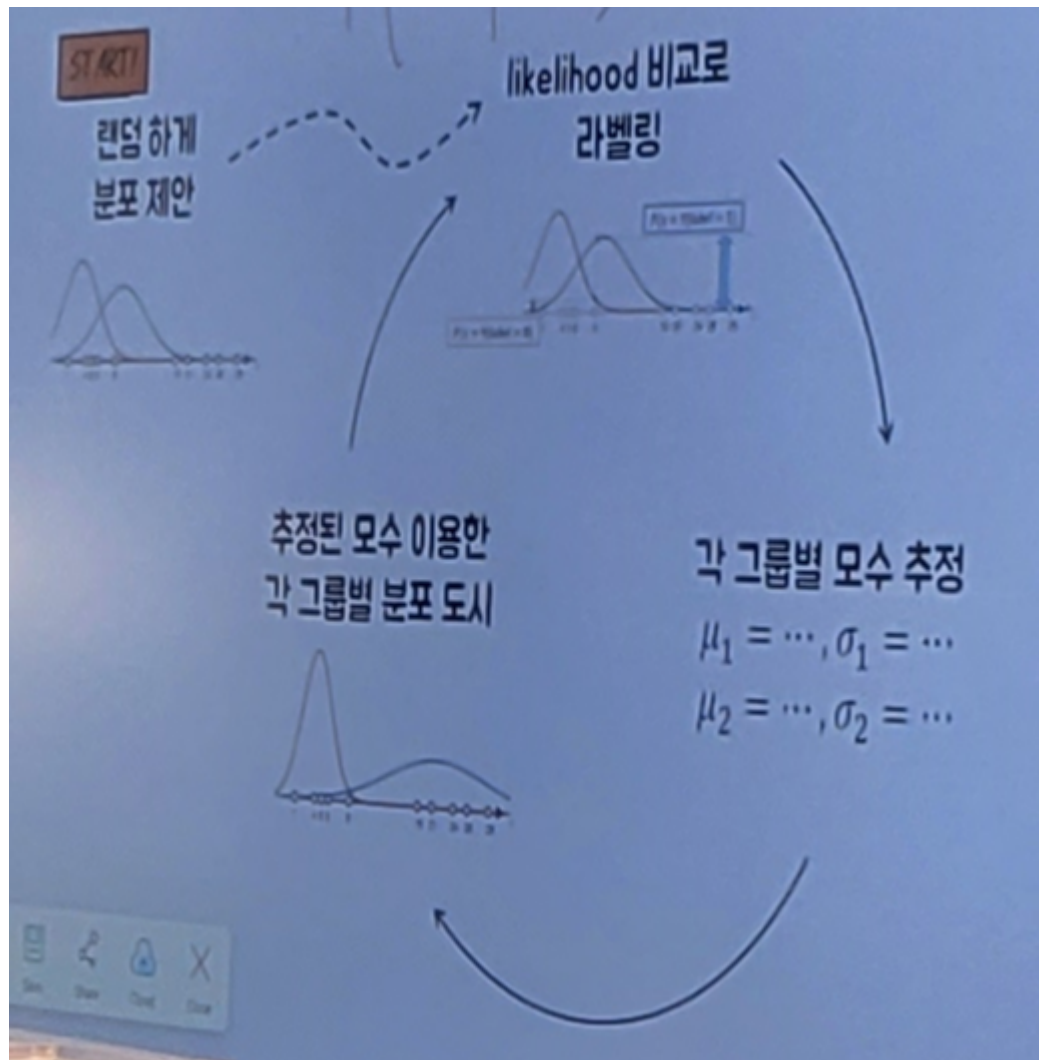 START!
랜덤 하게
분포 제안
likelihood 비교로
라벨링
각 그룹별 모수 추정
μ₁ = ⋯, σ₁ = ⋯
μ₂ = ⋯, σ₂ = ⋯
추정된 모수 이용한
각 그룹별 분포 도시
Share
Close